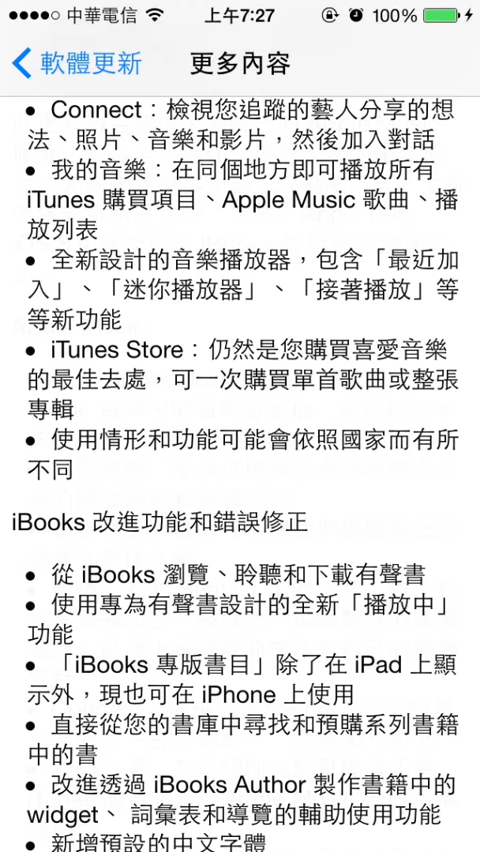 中華電信 上午7:27 100%
軟體更新 更多內容
• Connect：檢視您追蹤的藝人分享的想
法、照片、音樂和影片，然後加入對話
• 我的音樂：在同個地方即可播放所有
iTunes 購買項目、Apple Music 歌曲、播
放列表
• 全新設計的音樂播放器，包含「最近加
入」、「迷你播放器」、「接著播放」等
等新功能
• iTunes Store：仍然是您購買喜愛音樂
的最佳去處，可一次購買單首歌曲或整張
專輯
• 使用情形和功能可能會依照國家而有所
不同
iBooks 改進功能和錯誤修正
• 從 iBooks 瀏覽、聆聽和下載有聲書
• 使用專為有聲書設計的全新「播放中」
功能
• 「iBooks 專版書目」除了在 iPad 上顯
示外，現也可在 iPhone 上使用
• 直接從您的書庫中尋找和預購系列書籍
中的書
• 改進透過 iBooks Author 製作書籍中的
widget、 詞彙表和導覽的輔助使用功能
• 新增預設的中文字體